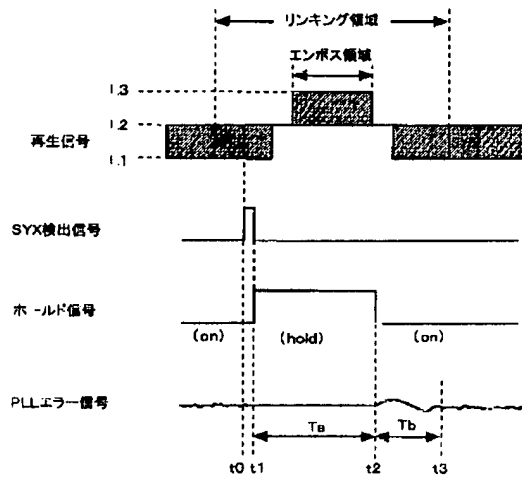 リンキング領域
エンボス領域
L3
L2
再生信号
L1
SYX検出信号
ホールド信号
(on)
(hold)
(on)
PLLエラー信号
Ta
Tb
t0
t1
t2
t3